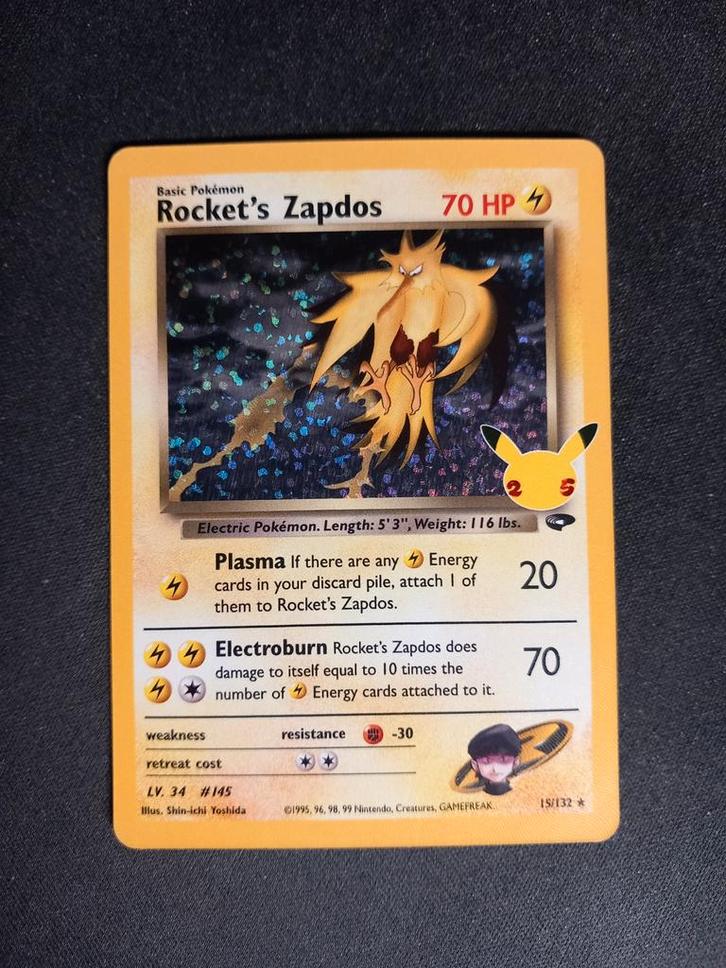 Basic Pokémon
Rocket's Zapdos 70 HP
25
Electric Pokémon. Length: 5' 3", Weight: 116 lbs.
Plasma If there are any Energy
cards in your discard pile, attach 1 of
them to Rocket's Zapdos.
20
Electroburn Rocket's Zapdos does
damage to itself equal to 10 times the
number of Energy cards attached to it.
70
weakness resistance -30
retreat cost
LV. 34 #145
Illus. Shin-ichi Yoshida ©1995, 96, 98, 99 Nintendo, Creatures, GAMEFREAK. 15/132 ★